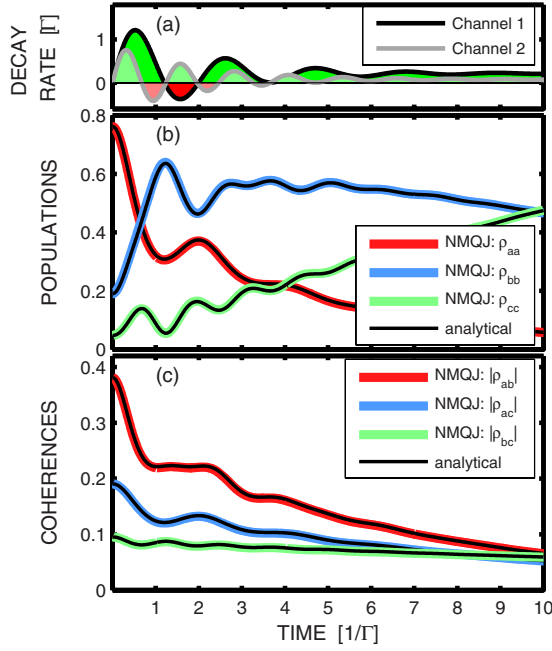 (a)
Channel 1
Channel 2
DECAY
RATE [Γ]
1
0
(b)
POPULATIONS
0.8
0.6
0.4
0.2
0
NMQJ: ρaa
NMQJ: ρbb
NMQJ: ρcc
analytical
(c)
COHERENCES
0.4
0.3
0.2
0.1
0
NMQJ: |ρab|
NMQJ: |ρac|
NMQJ: |ρbc|
analytical
1 2 3 4 5 6 7 8 9 10
TIME [1/Γ]